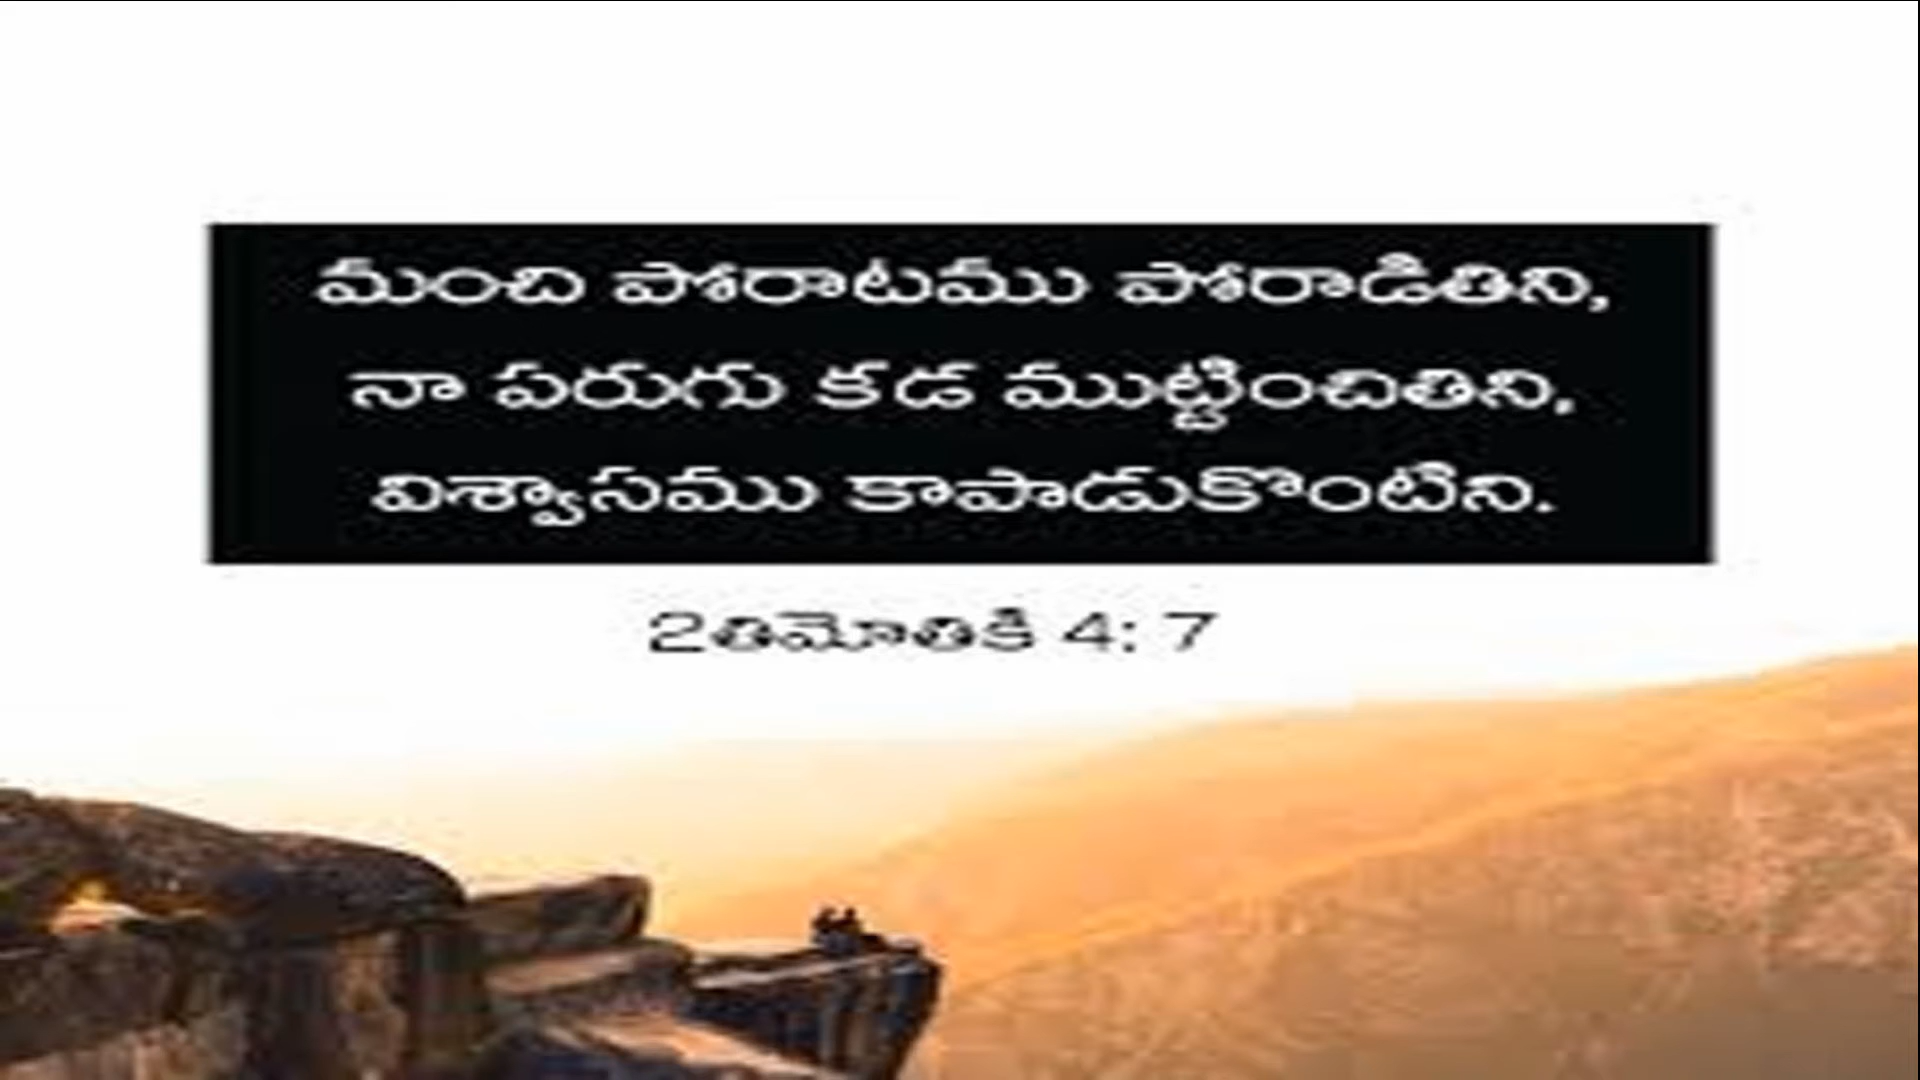 మంచి పోరాటము పోరాడితిని,
నా పరుగు కడ ముట్టించితిని,
విశ్వాసము కాపాడుకొంటిని.
2తిమోతికి 4: 7